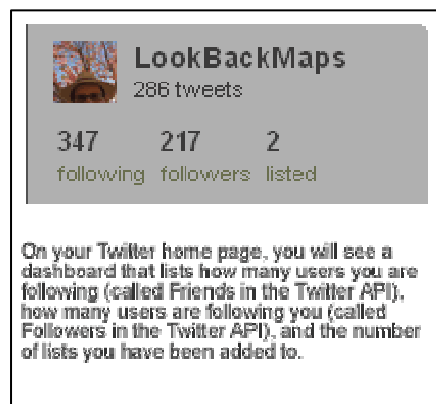 LookBackMaps
286 tweets
347 217 2
following followers listed
On your Twitter home page, you will see a
dashboard that lists how many users you are
following (called Friends in the Twitter API),
how many users are following you (called
Followers in the Twitter API), and the number
of lists you have been added to.